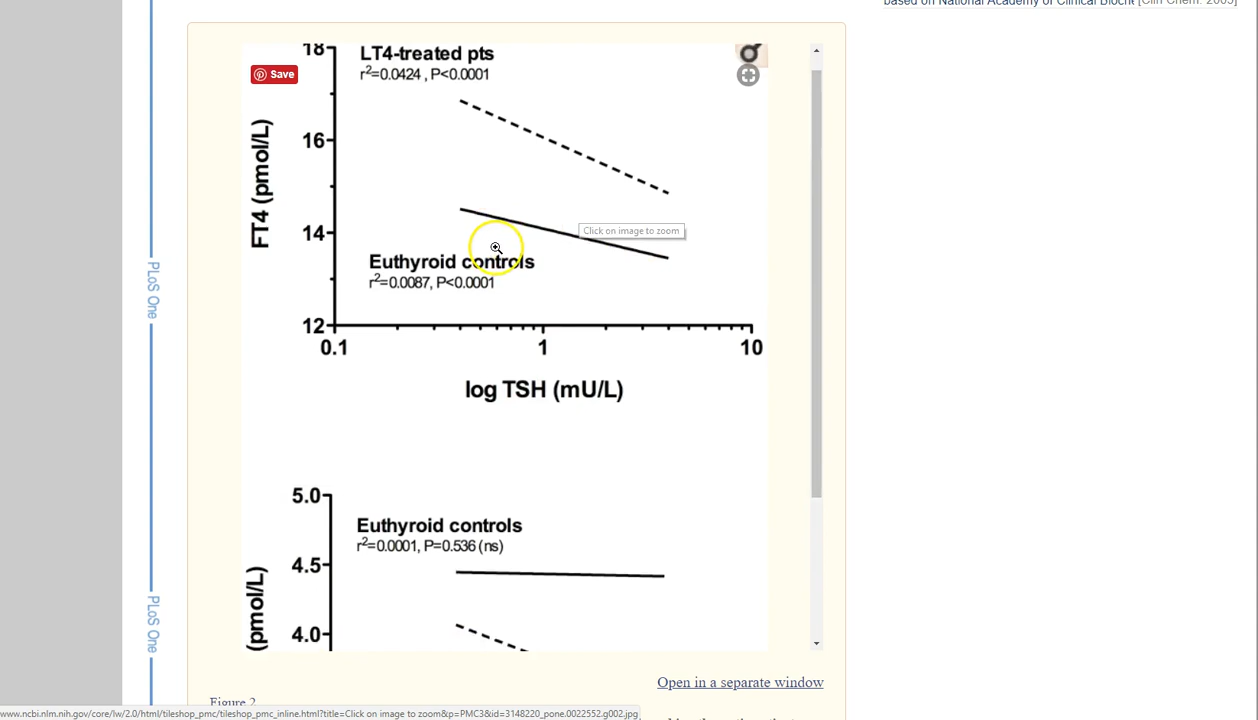 based on National Academy of Clinical Bioche [Clin Chem. 2005]
18
LT4-treated pts
r2=0.0424 , P<0.0001
Save
16
FT4 (pmol/L)
14
Click on image to zoom
Euthyroid controls
r2=0.0087, P<0.0001
12
0.1
1
10
log TSH (mU/L)
PLoS One
5.0
Euthyroid controls
r2=0.0001, P=0.536 (ns)
4.5
(pmol/L)
4.0
PLoS One
Open in a separate window
Figure 2
www.ncbi.nlm.nih.gov/core/lw/2.0/html/tileshop_pmc/tileshop_pmc_inline.html?title=Click on image to zoom&p=PMC3&id=3148220_pone.0022552.g002.jpg